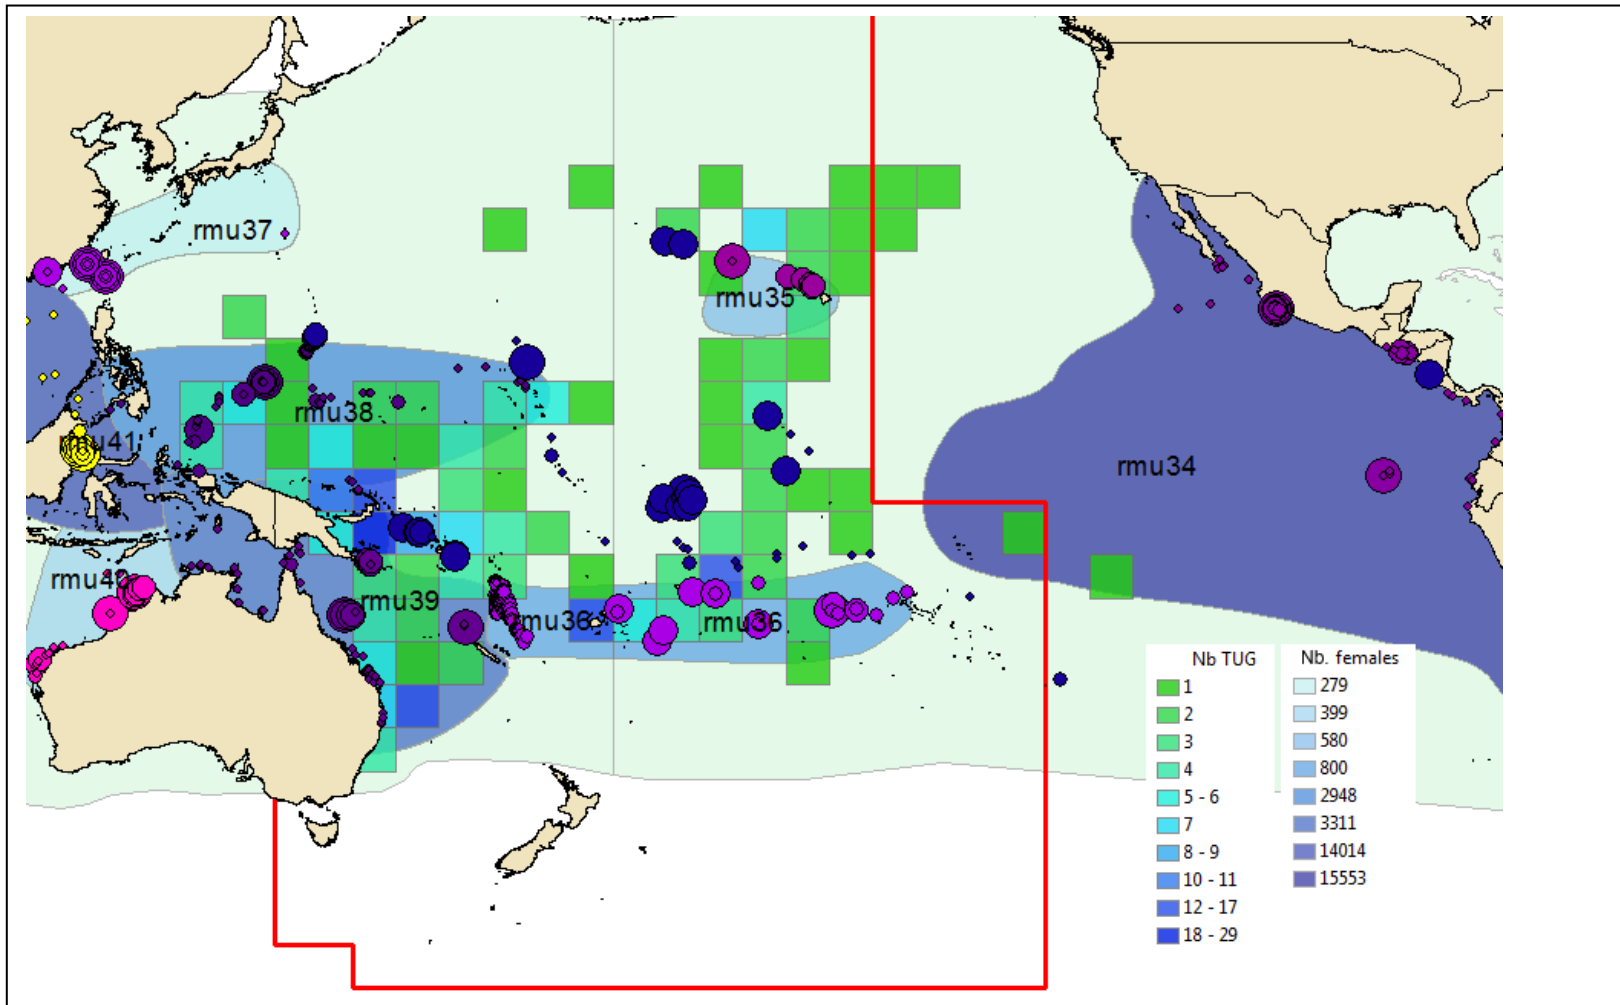 rmu37
rmu35
rmu38
rmu41
rmu34
rmu40
rmu39
rmu36
rmu36
Nb TUG
1
2
3
4
5 - 6
7
8 - 9
10 - 11
12 - 17
18 - 29
Nb. females
279
399
580
800
2948
3311
14014
15553